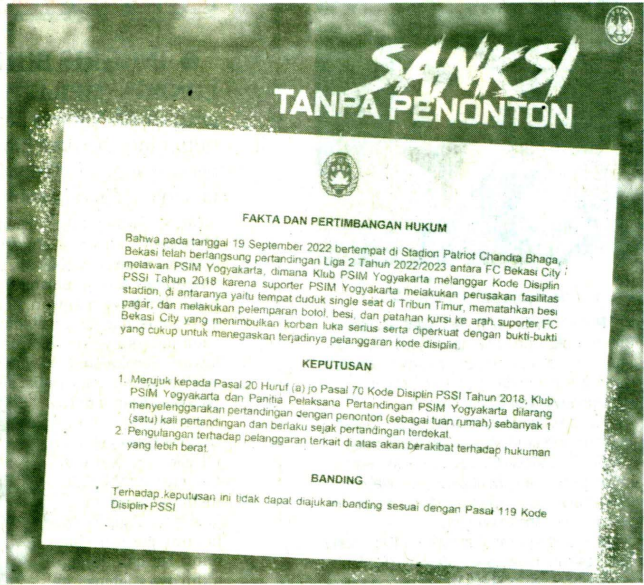 SANKSI
TANPA PENONTON
FAKTA DAN PERTIMBANGAN HUKUM
Bahwa pada tanggal 19 September 2022 bertempat di Stadion Patriot Chandra Bhaga,
Bekasi telah berlangsung pertandingan Liga 2 Tahun 2022/2023 antara FC Bekasi City
melawan PSIM Yogyakarta, dimana Klub PSIM Yogyakarta melanggar Kode Disiplin
PSSI Tahun 2018 karena suporter PSIM Yogyakarta melakukan perusakan fasilitas
stadion, di antaranya yaitu tempat duduk single seat di Tribun Timur, mematahkan besi
pagar, dan melakukan pelemparan botol, besi, dan patahan kursi ke arah suporter FC
Bekasi City yang menimbulkan korban luka serius serta diperkuat dengan bukti-bukti
yang cukup untuk menegaskan terjadinya pelanggaran kode disiplin.
KEPUTUSAN
1. Merujuk kepada Pasal 20 Huruf (a) jo Pasal 70 Kode Disiplin PSSI Tahun 2018, Klub
PSIM Yogyakarta dan Panitia Pelaksana Pertandingan PSIM Yogyakarta dilarang
menyelenggarakan pertandingan dengan penonton (sebagai tuan rumah) sebanyak 1
(satu) kali pertandingan dan berlaku sejak pertandingan terdekat.
2. Pengulangan terhadap pelanggaran terkait di atas akan berakibat terhadap hukuman
yang lebih berat.
BANDING
Terhadap keputusan ini tidak dapat diajukan banding sesuai dengan Pasal 119 Kode
Disiplin PSSI